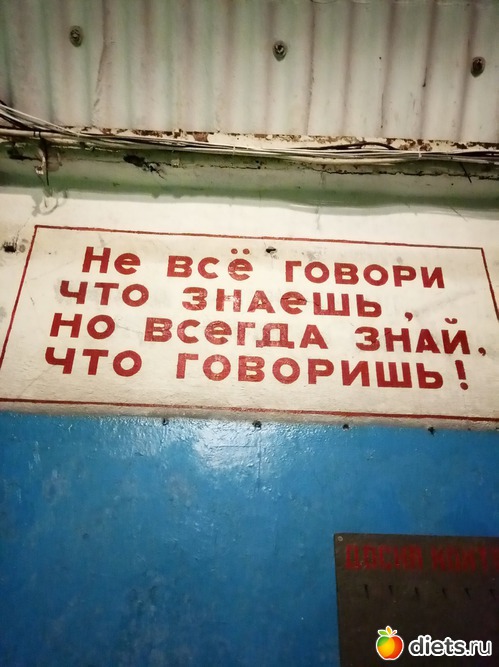 Не всё говори
что знаешь,
но всегда знай,
что говоришь!
diets.ru